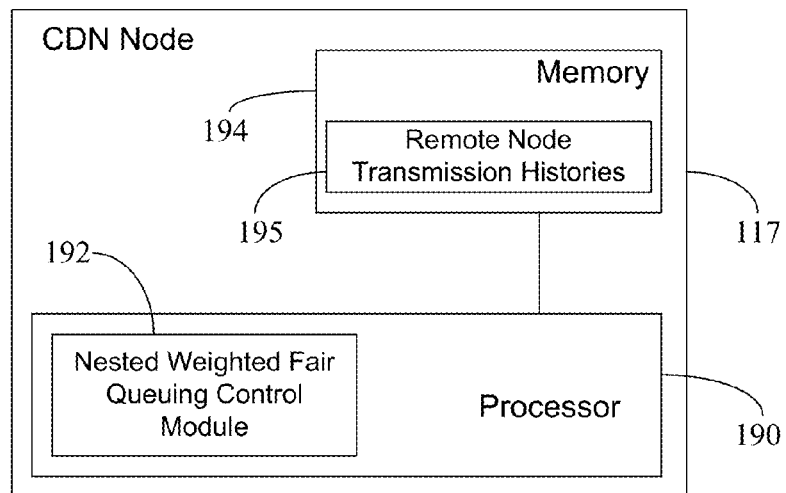 CDN Node
Memory
194
Remote Node
Transmission Histories
195
117
192
Nested Weighted Fair
Queuing Control
Module
Processor
190